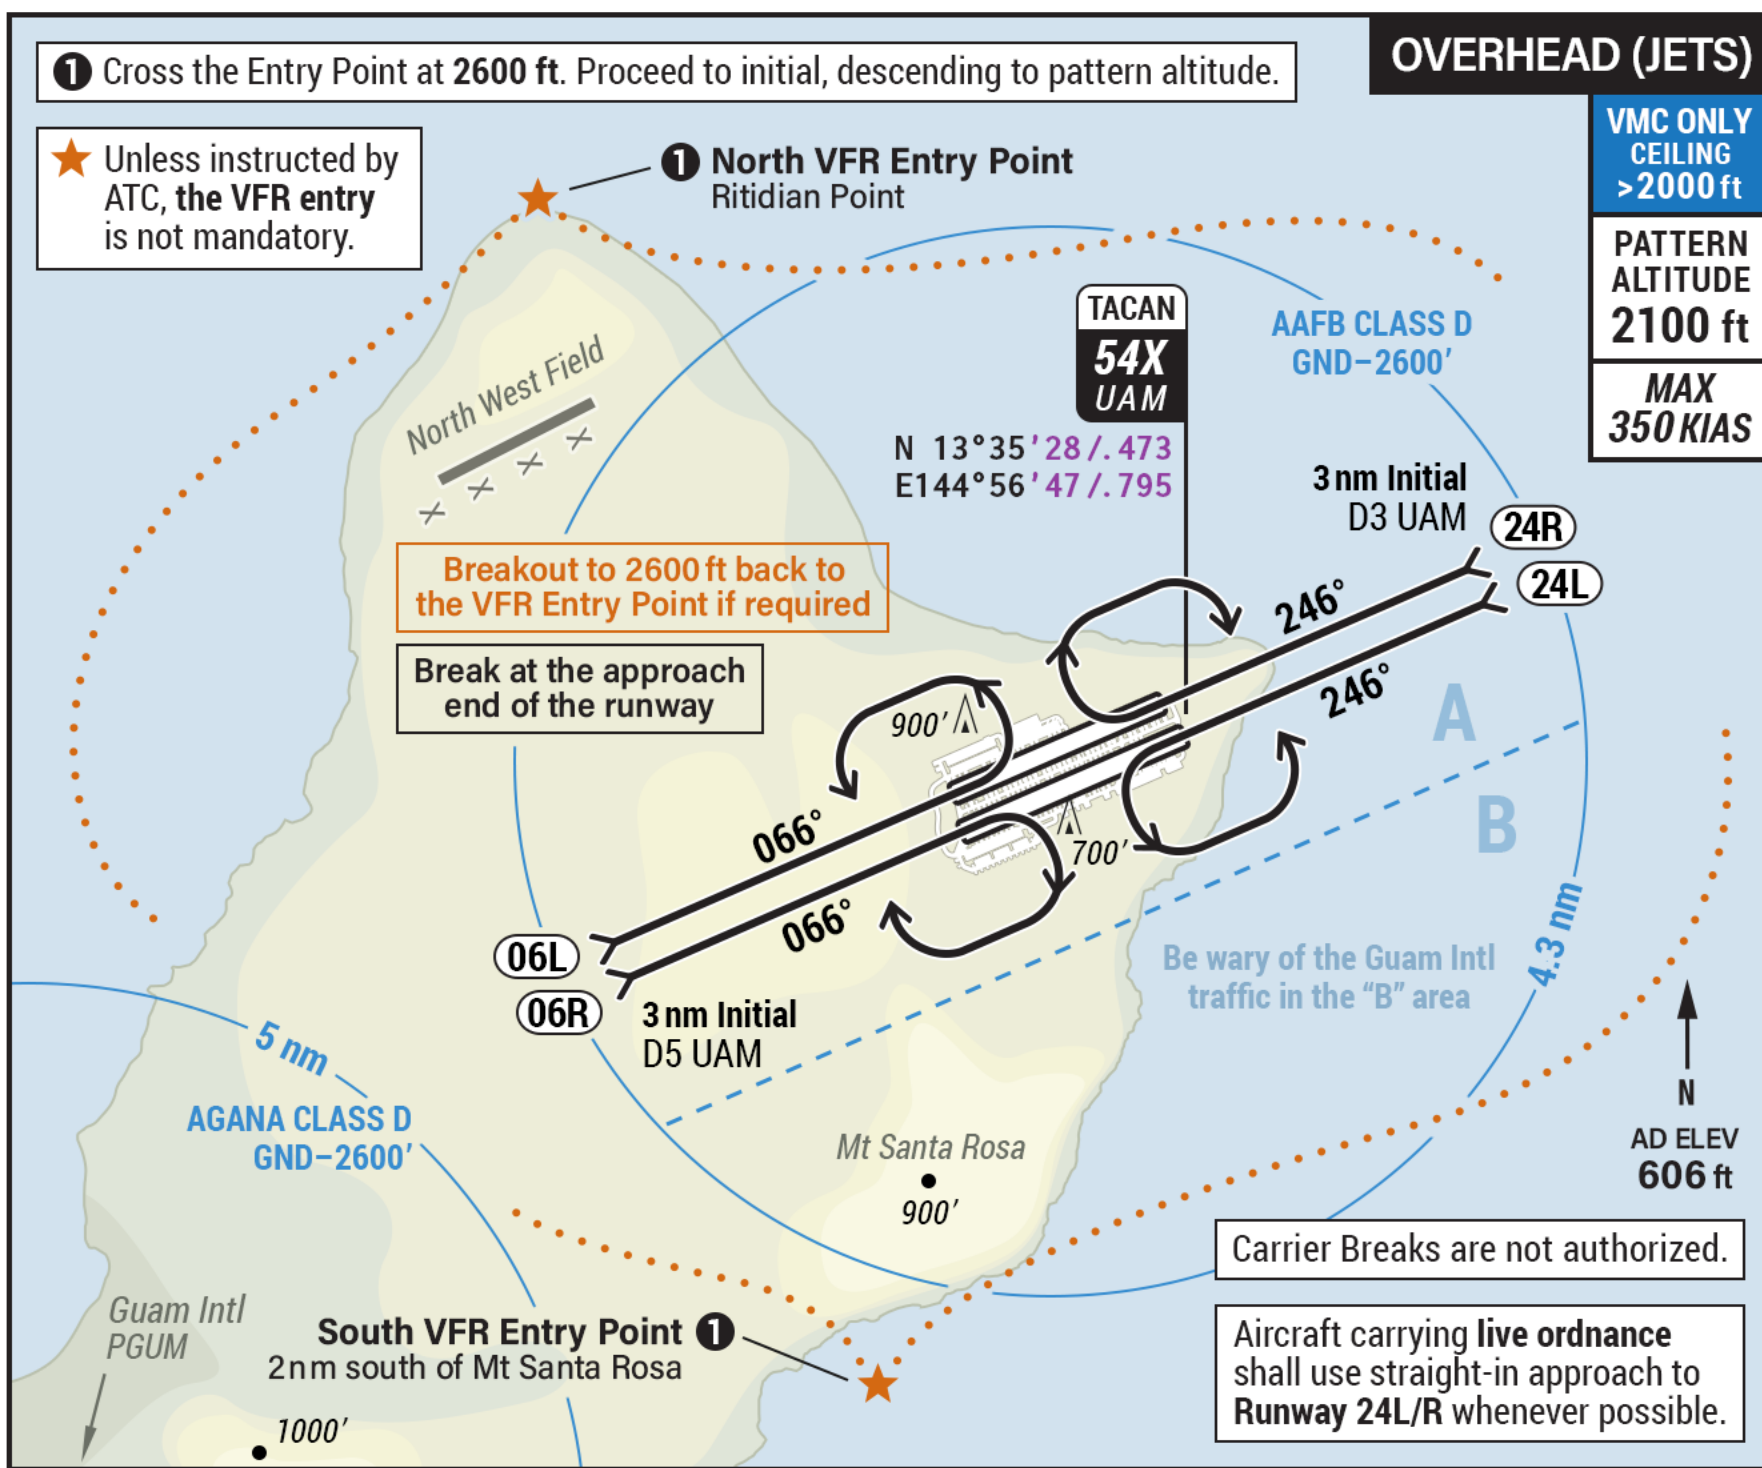 ❶ Cross the Entry Point at 2600 ft. Proceed to initial, descending to pattern altitude.
OVERHEAD (JETS)
VMC ONLY
CEILING
>2000 ft
PATTERN
ALTITUDE
2100 ft
MAX
350 KIAS
★ Unless instructed by
ATC, the VFR entry
is not mandatory.
❶ North VFR Entry Point
Ritidian Point
North West Field
TACAN
54X
UAM
N 13°35'28/.473
E144°56'47/.795
AAFB CLASS D
GND–2600'
3 nm Initial
D3 UAM
24R
24L
246°
246°
Breakout to 2600 ft back to
the VFR Entry Point if required
Break at the approach
end of the runway
900'
700'
A
B
066°
066°
06L
06R
3 nm Initial
D5 UAM
Be wary of the Guam Intl
traffic in the “B” area
4.3 nm
5 nm
AGANA CLASS D
GND–2600'
Mt Santa Rosa
900'
N
AD ELEV
606 ft
Carrier Breaks are not authorized.
Guam Intl
PGUM
South VFR Entry Point ❶
2 nm south of Mt Santa Rosa
1000'
Aircraft carrying live ordnance
shall use straight-in approach to
Runway 24L/R whenever possible.